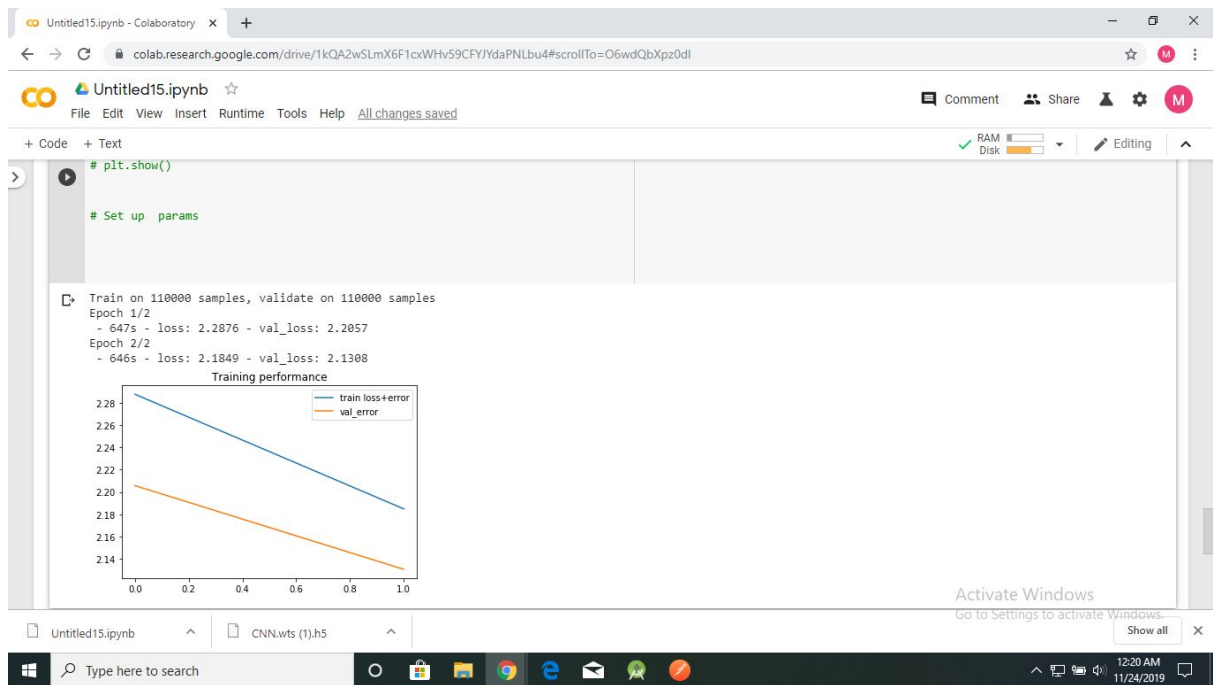 Untitled15.ipynb - Colaboratory
colab.research.google.com/drive/1kQA2wSLmX6F1cxWHv59CFYJYdaPNLbu4#scrollTo=O6wdQbXpz0dI
M
CO
Untitled15.ipynb
File Edit View Insert Runtime Tools Help All changes saved
Comment Share M
+ Code + Text
RAM
Disk
Editing
# plt.show()
# Set up params
Train on 110000 samples, validate on 110000 samples
Epoch 1/2
- 647s - loss: 2.2876 - val_loss: 2.2057
Epoch 2/2
- 646s - loss: 2.1849 - val_loss: 2.1308
Training performance
train loss+error
val_error
2.28
2.26
2.24
2.22
2.20
2.18
2.16
2.14
0.0 0.2 0.4 0.6 0.8 1.0
Activate Windows
Go to Settings to activate Windows.
Untitled15.ipynb
CNN.wts (1).h5
Show all
Type here to search
12:20 AM
11/24/2019